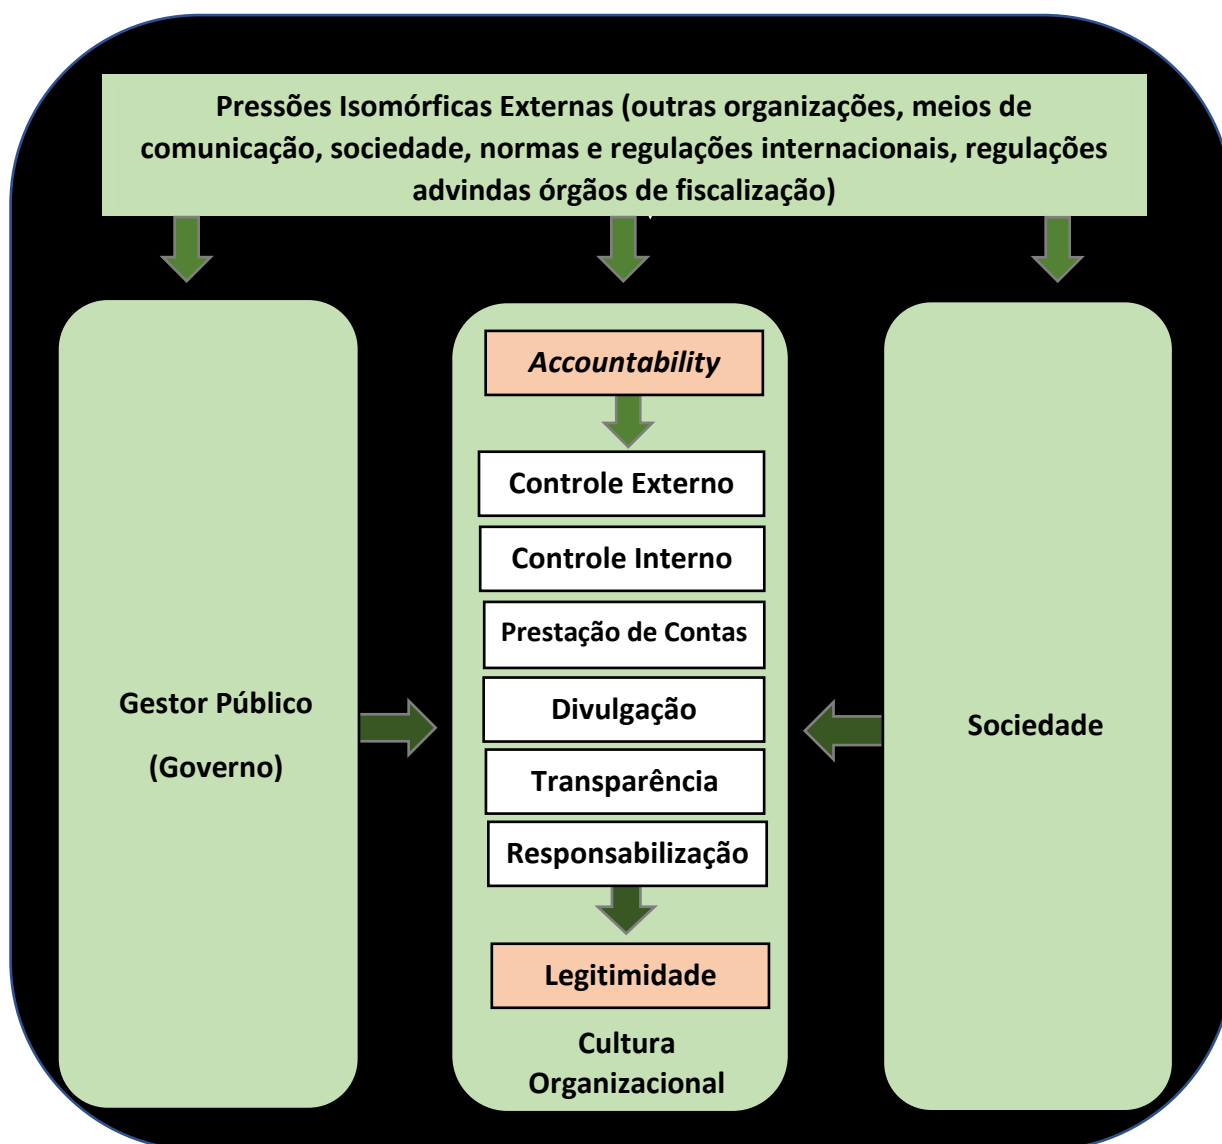 Pressões Isomórficas Externas (outras organizações, meios de
comunicação, sociedade, normas e regulações internacionais, regulações
advindas órgãos de fiscalização)
Accountability
Controle Externo
Controle Interno
Prestação de Contas
Divulgação
Transparência
Responsabilização
Legitimidade
Cultura
Organizacional
Gestor Público
(Governo)
Sociedade